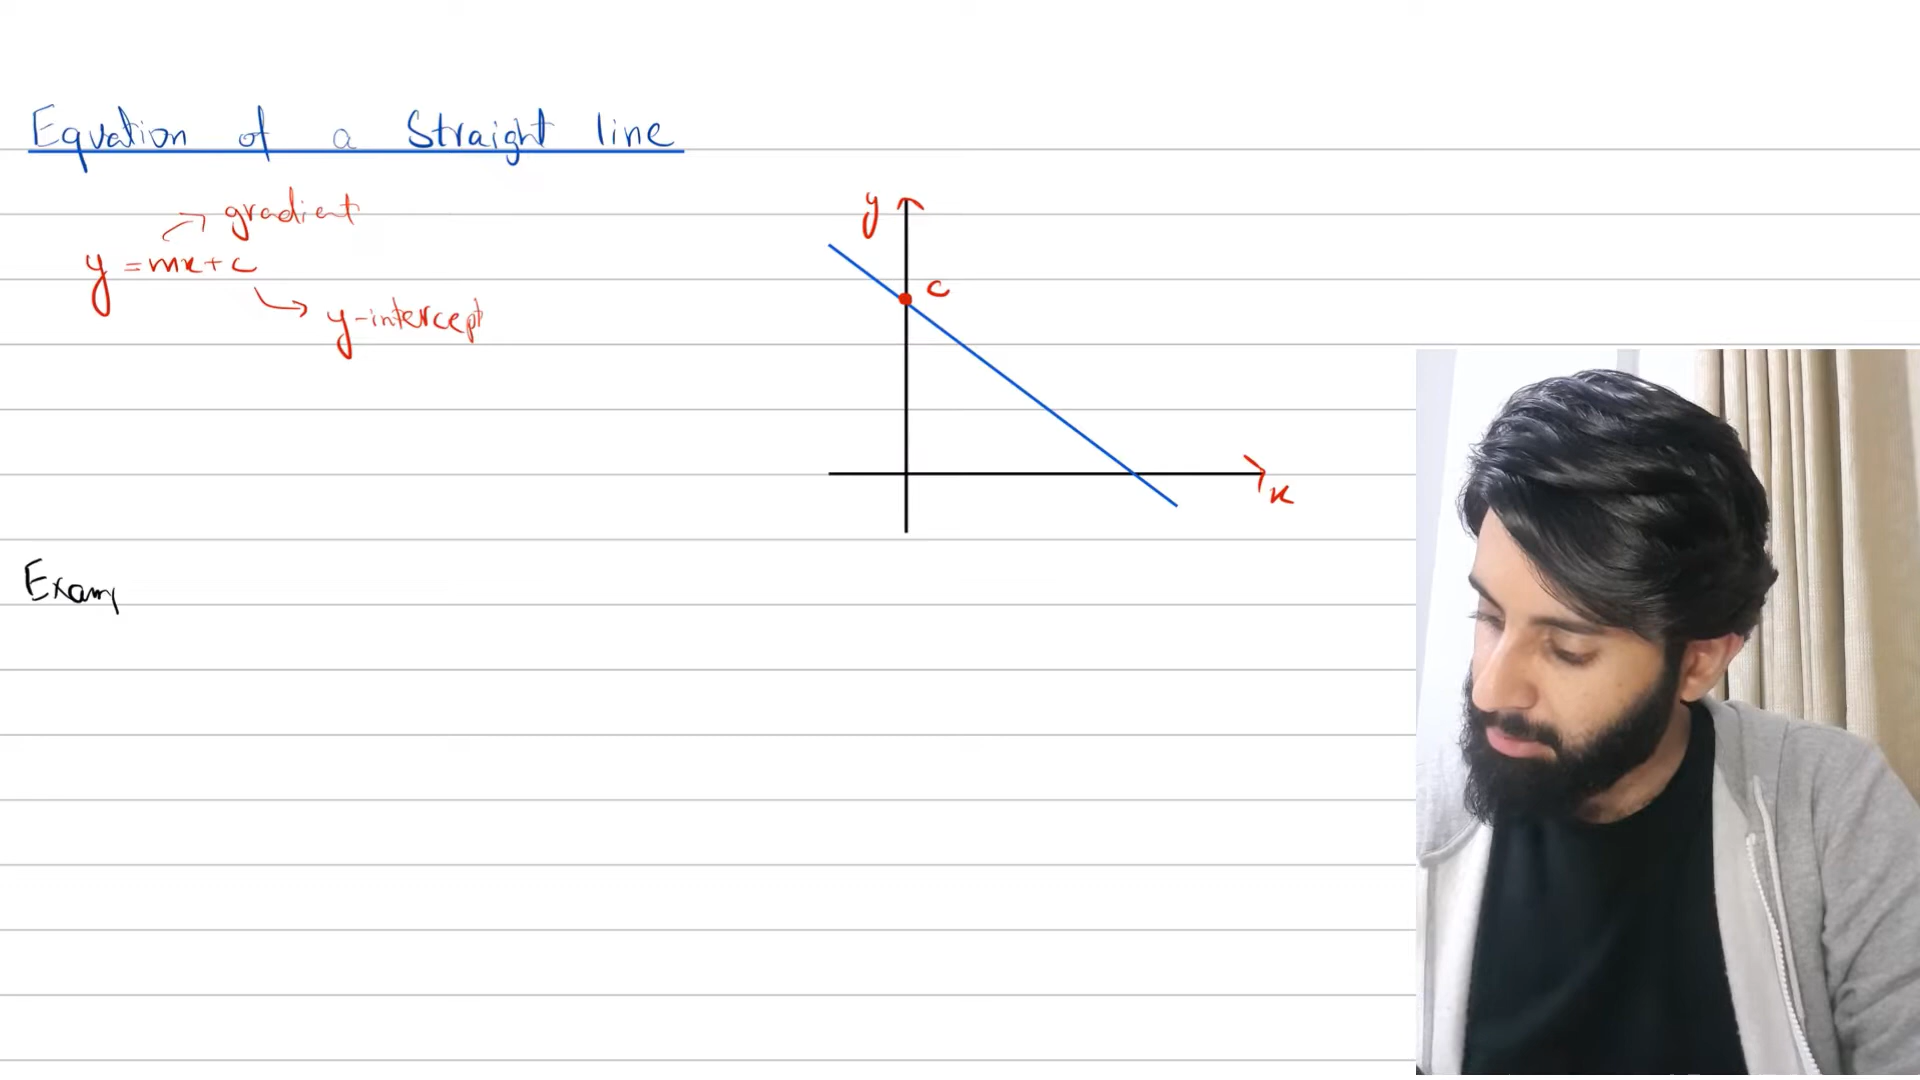 Equation of a Straight line
gradient
y = mx + c
y-intercept
y
c
x
Examp